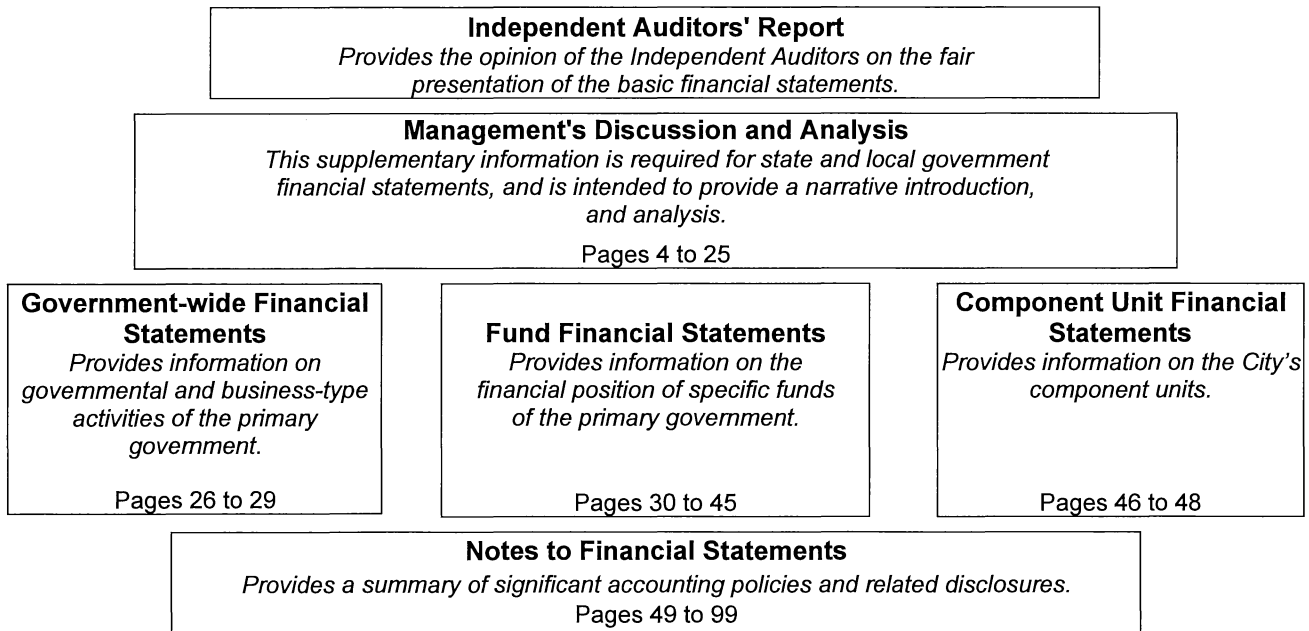 Independent Auditors' Report
Provides the opinion of the Independent Auditors on the fair
presentation of the basic financial statements.
Management's Discussion and Analysis
This supplementary information is required for state and local government
financial statements, and is intended to provide a narrative introduction,
and analysis.
Pages 4 to 25
Government-wide Financial
Statements
Provides information on
governmental and business-type
activities of the primary
government.
Pages 26 to 29
Fund Financial Statements
Provides information on the
financial position of specific funds
of the primary government.
Pages 30 to 45
Component Unit Financial
Statements
Provides information on the City's
component units.
Pages 46 to 48
Notes to Financial Statements
Provides a summary of significant accounting policies and related disclosures.
Pages 49 to 99